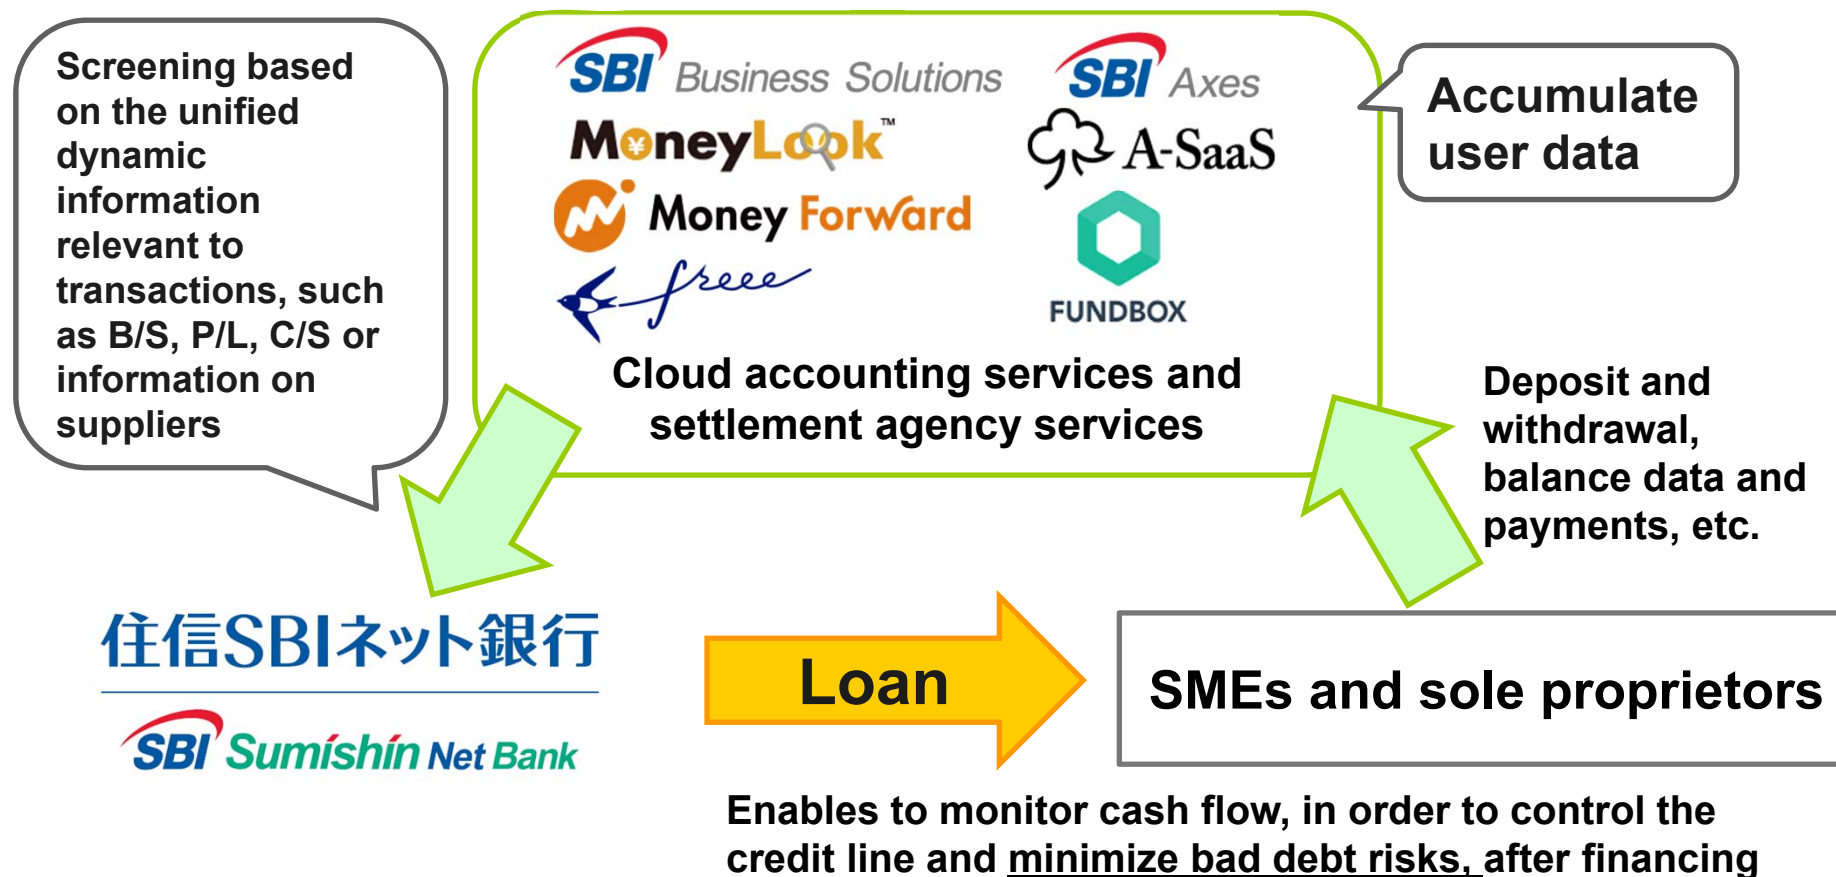 Screening based
on the unified
dynamic
information
relevant to
transactions, such
as B/S, P/L, C/S or
information on
suppliers
SBI Business Solutions
SBI Axes
MoneyLook™
A-SaaS
Money Forward
freee
FUNDBOX
Cloud accounting services and
settlement agency services
Accumulate
user data
Deposit and
withdrawal,
balance data and
payments, etc.
住信SBIネット銀行
SBI Sumishin Net Bank
Loan
SMEs and sole proprietors
Enables to monitor cash flow, in order to control the
credit line and minimize bad debt risks, after financing